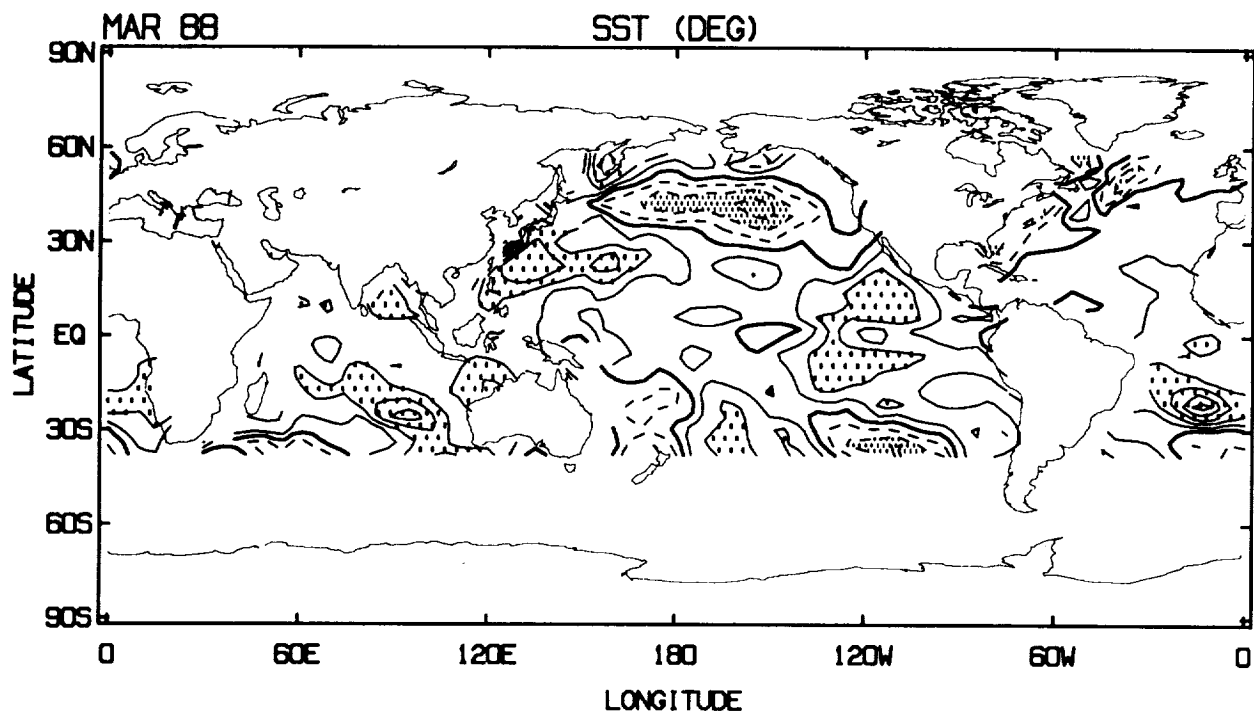 MAR 88 SST (DEG)
90N
60N
30N
EQ
30S
60S
90S
LATITUDE
0 60E 120E 180 120W 60W 0
LONGITUDE